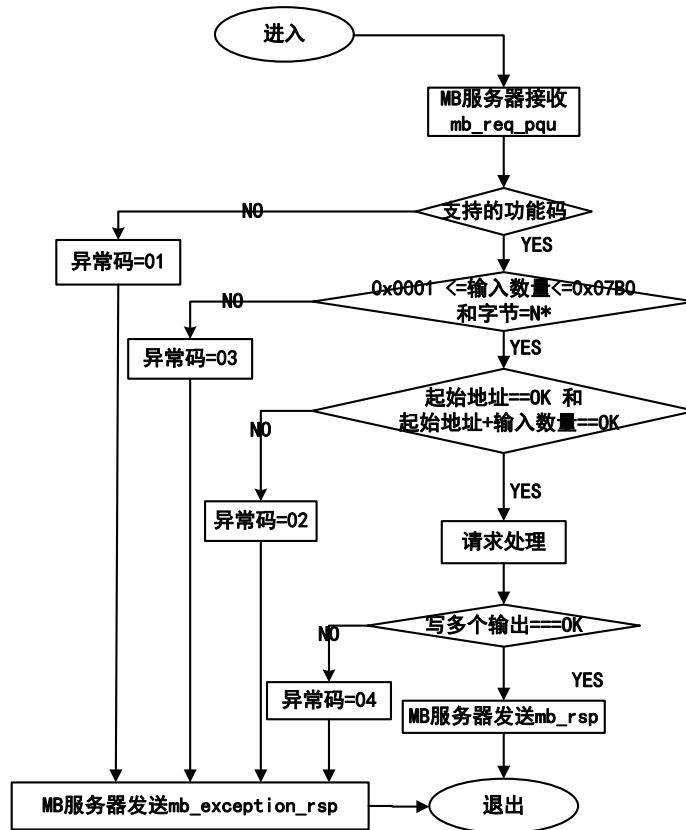 进入
MB服务器接收
mb_req_pqu
支持的功能码
NO
YES
异常码=01
0x0001 <=输入数量<=0x07B0
和字节=N*
NO
YES
异常码=03
起始地址==OK 和
起始地址+输入数量==OK
NO
YES
异常码=02
请求处理
写多个输出===OK
NO
YES
异常码=04
MB服务器发送mb_rsp
MB服务器发送mb_exception_rsp
退出